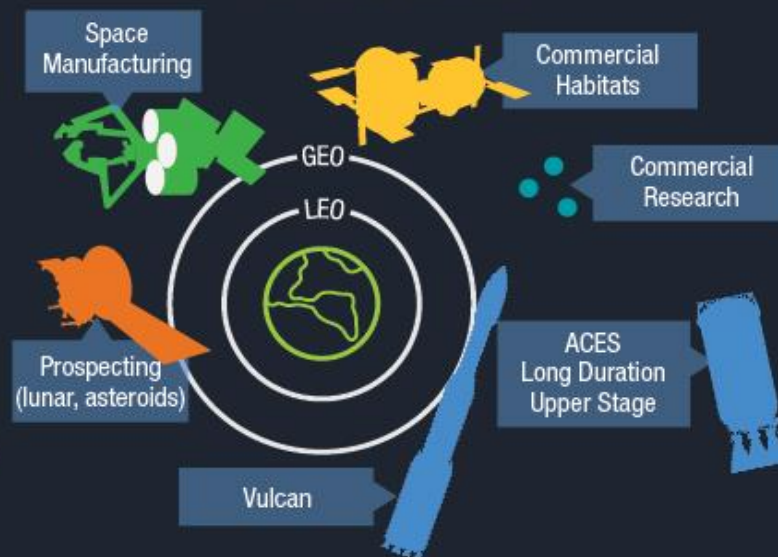 Space
Manufacturing
Commercial
Habitats
GEO
Commercial
Research
LEO
Prospecting
(lunar, asteroids)
ACES
Long Duration
Upper Stage
Vulcan